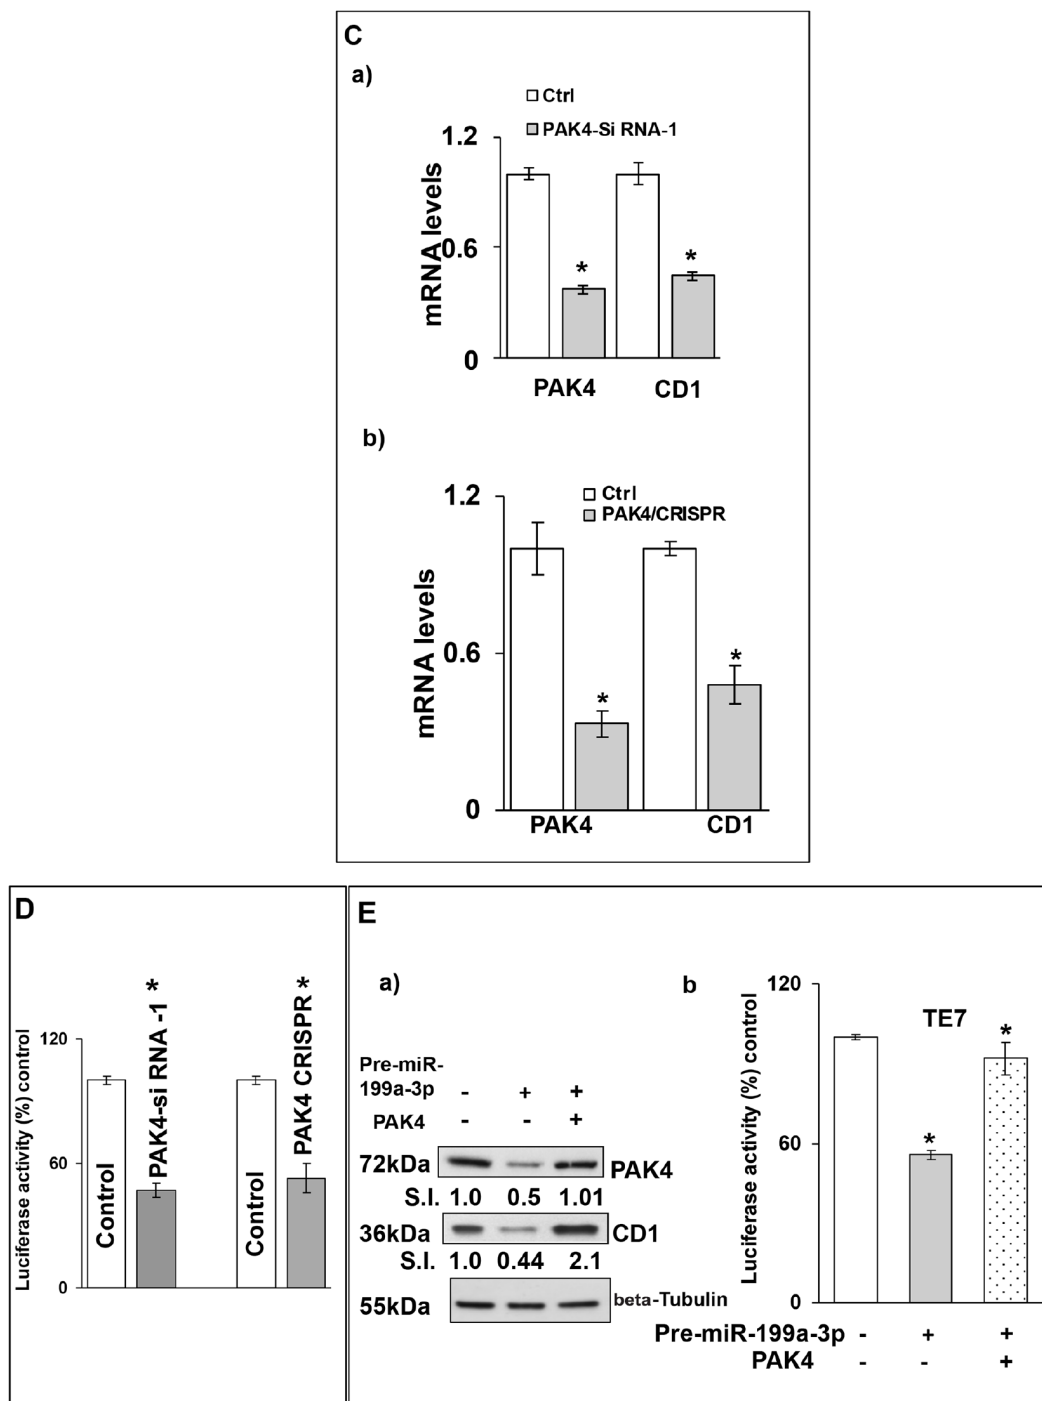 C
a)
Ctrl
PAK4-Si RNA-1
1.2
0.6
0
mRNA levels
*
*
PAK4 CD1
b)
Ctrl
PAK4/CRISPR
1.2
0.6
0
mRNA levels
*
*
PAK4 CD1
D
120
60
0
Luciferase activity (%) control
Control
PAK4-si RNA -1 *
Control
PAK4 CRISPR *
E
a)
Pre-miR-
199a-3p - + +
PAK4 - - +
72kDa PAK4
S.I. 1.0 0.5 1.01
36kDa CD1
S.I. 1.0 0.44 2.1
55kDa beta-Tubulin
b
120
60
0
Luciferase activity (%) control
TE7
*
*
Pre-miR-199a-3p - + +
PAK4 - - +